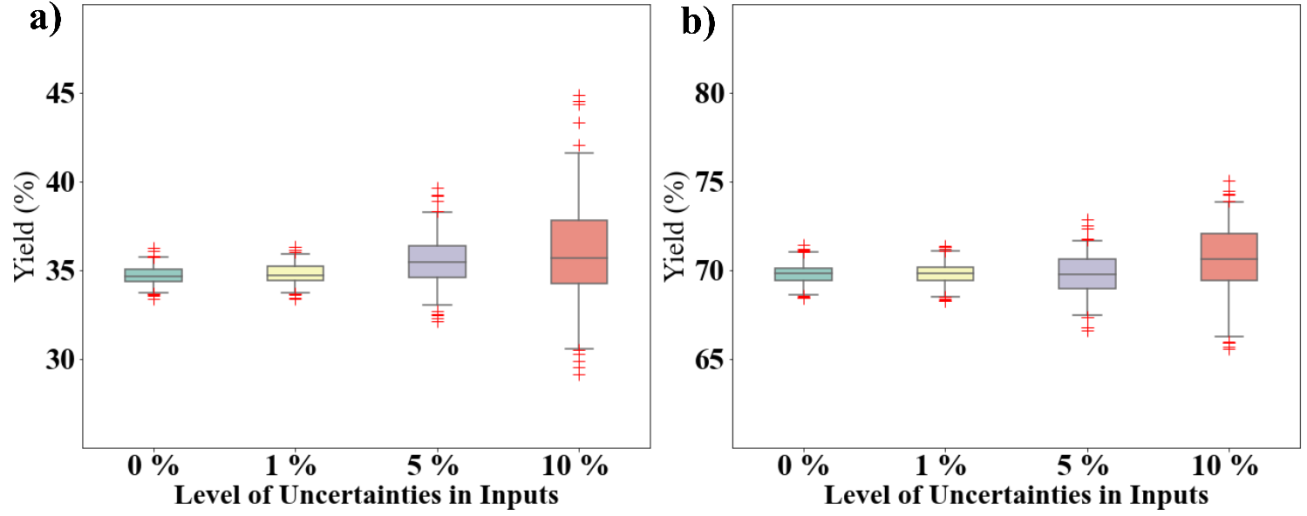 a)
45
40
35
30
Yield (%)
0 %
1 %
5 %
10 %
Level of Uncertainties in Inputs
b)
80
75
70
65
Yield (%)
0 %
1 %
5 %
10 %
Level of Uncertainties in Inputs